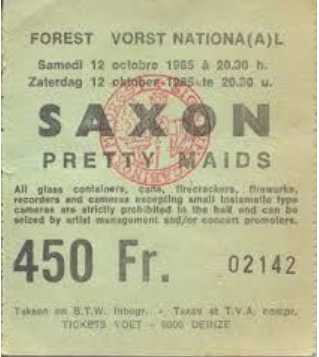 FOREST VORST NATIONA(A)L
Samedi 12 octobre 1985 à 20.30 h.
Zaterdag 12 oktober 1985 te 20.30 u.
SAXON
PRETTY MAIDS
All glass containers, cans, firecrackers, fireworks,
recorders and cameras excepting small instamatic type
cameras are strictly prohibited in the hall and can be
seized by artist management and/or concert promoters.
450 Fr. 02142
Taksen en B.T.W. inbegr. - Taxes et T.V.A. compr.
TICKETS VOET - 9800 DEINZE